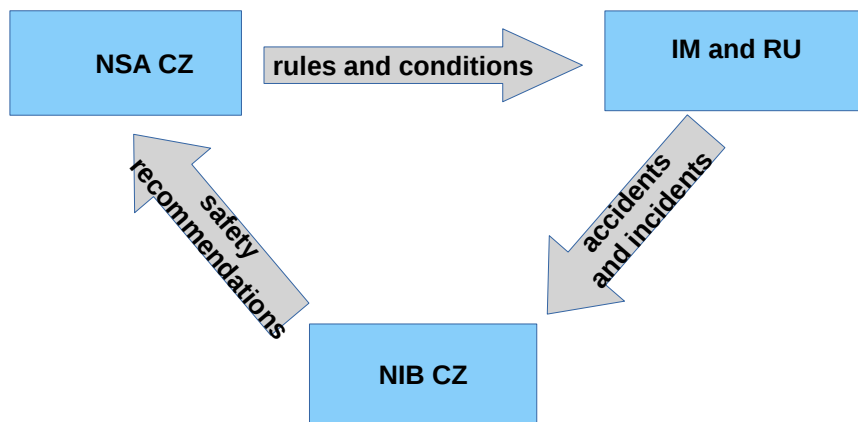 NSA CZ
rules and conditions
IM and RU
accidents
and incidents
safety
recommendations
NIB CZ